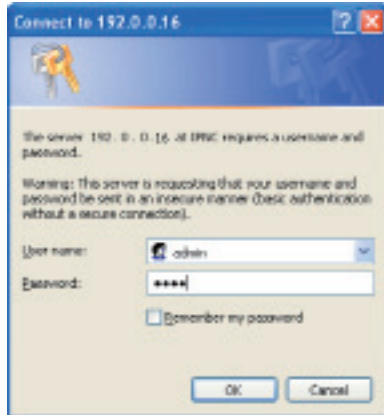 Connect to 192.0.0.16
The server 192.0.0.16 at IPNC requires a username and
password.
Warning: This server is requesting that your username and
password be sent in an insecure manner (basic authentication
without a secure connection).
User name:
admin
Password:
••••
Remember my password
OK
Cancel